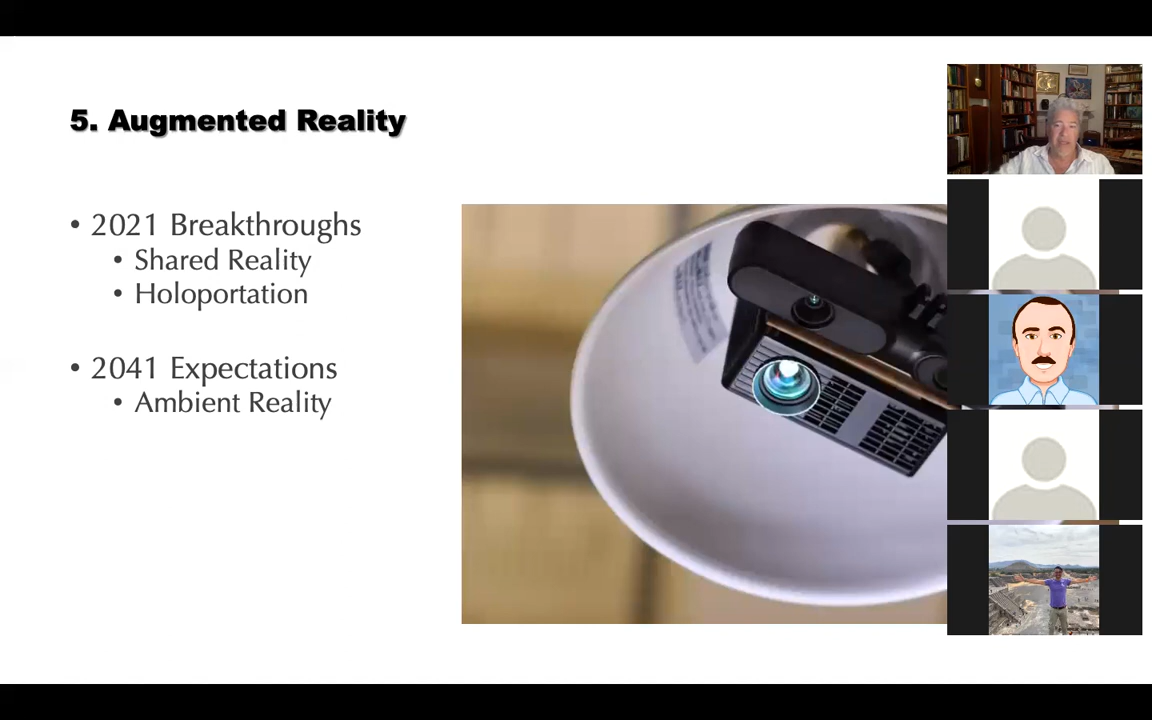 5. Augmented Reality
• 2021 Breakthroughs
• Shared Reality
• Holoportation
• 2041 Expectations
• Ambient Reality